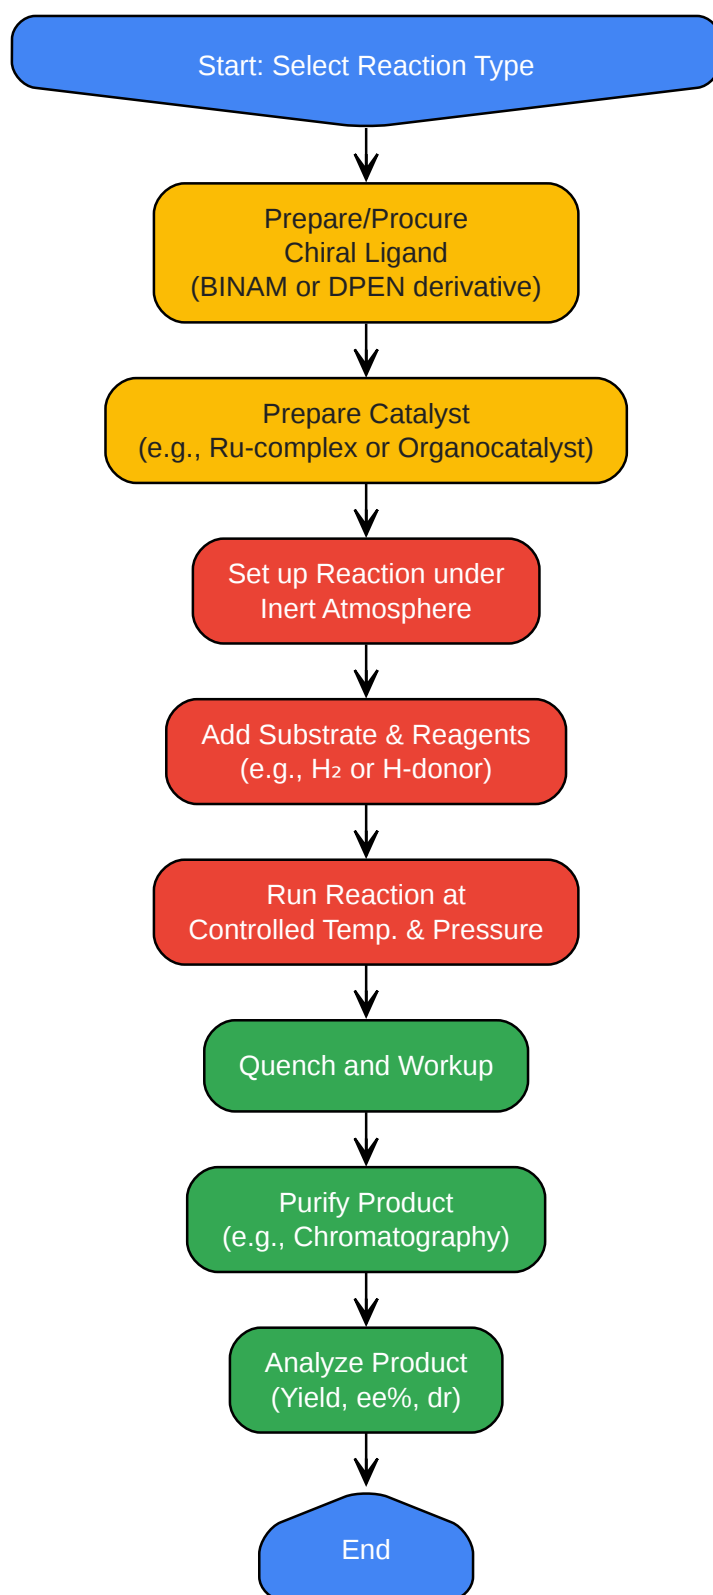 Start: Select Reaction Type
Prepare/Procure
Chiral Ligand
(BINAM or DPEN derivative)
Prepare Catalyst
(e.g., Ru-complex or Organocatalyst)
Set up Reaction under
Inert Atmosphere
Add Substrate & Reagents
(e.g., H₂ or H-donor)
Run Reaction at
Controlled Temp. & Pressure
Quench and Workup
Purify Product
(e.g., Chromatography)
Analyze Product
(Yield, ee%, dr)
End